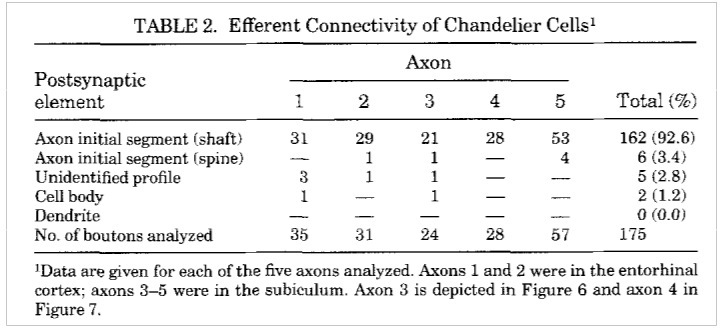 TABLE 2. Efferent Connectivity of Chandelier Cells¹
Axon
Postsynaptic
element 1 2 3 4 5 Total (%)
Axon initial segment (shaft) 31 29 21 28 53 162 (92.6)
Axon initial segment (spine) — 1 1 — 4 6 (3.4)
Unidentified profile 3 1 1 — — 5 (2.8)
Cell body 1 — 1 — — 2 (1.2)
Dendrite — — — — — 0 (0.0)
No. of boutons analyzed 35 31 24 28 57 175
¹Data are given for each of the five axons analyzed. Axons 1 and 2 were in the entorhinal
cortex; axons 3–5 were in the subiculum. Axon 3 is depicted in Figure 6 and axon 4 in
Figure 7.